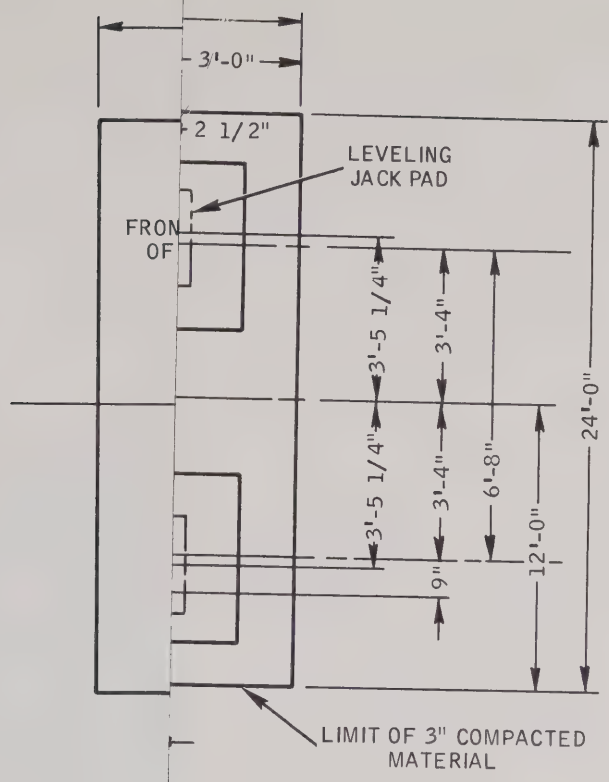 3'-0"
2 1/2"
LEVELING
JACK PAD
FRON
OF
3'-5 1/4"
3'-4"
24'-0"
3'-5 1/4"
3'-4"
6'-8"
12'-0"
9"
LIMIT OF 3" COMPACTED
MATERIAL